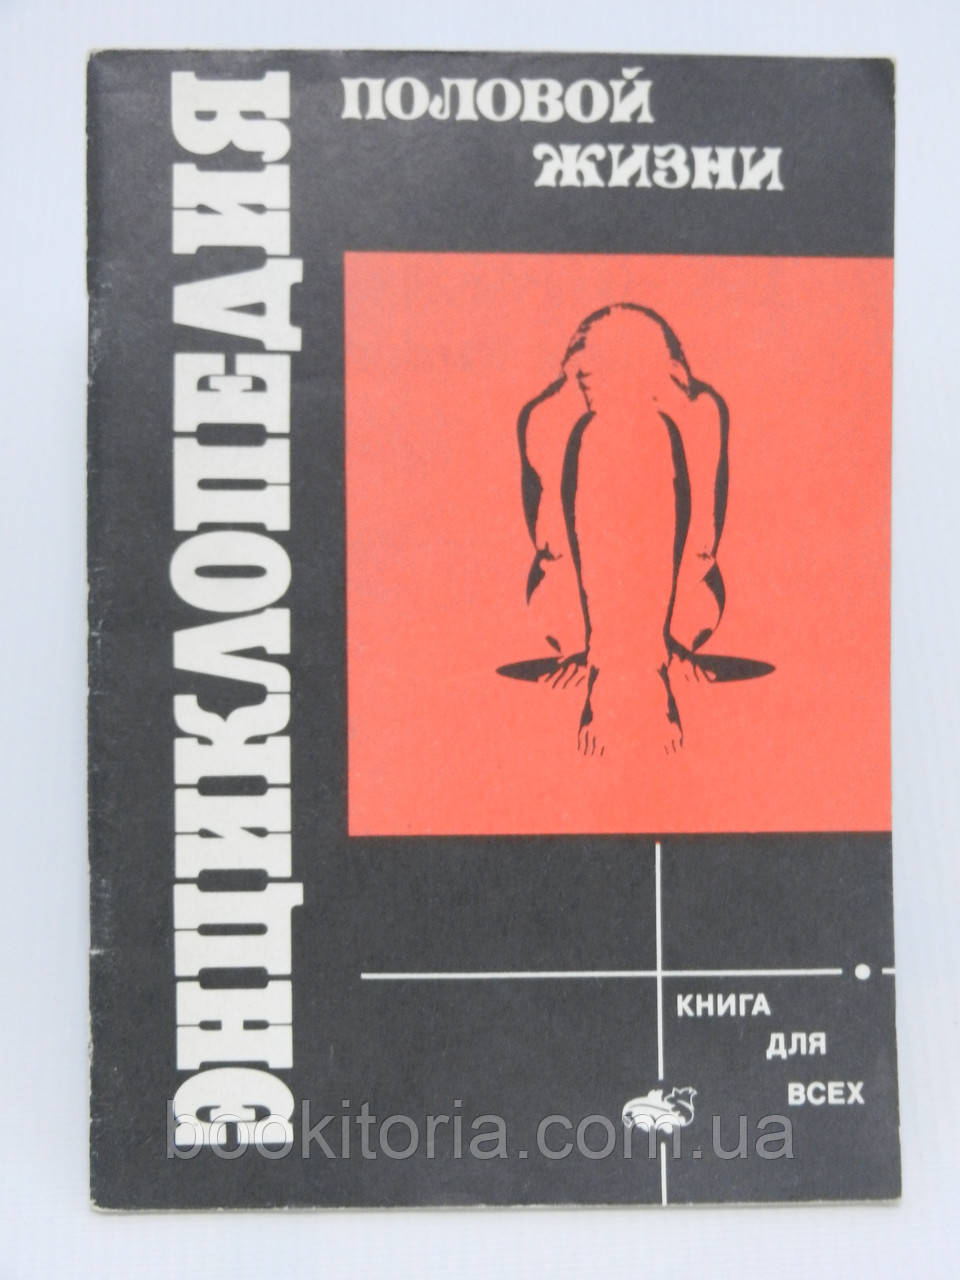 ЭНЦИКЛОПЕДИЯ
ПОЛОВОЙ
ЖИЗНИ
КНИГА
ДЛЯ
ВСЕХ
bookitoria.com.ua